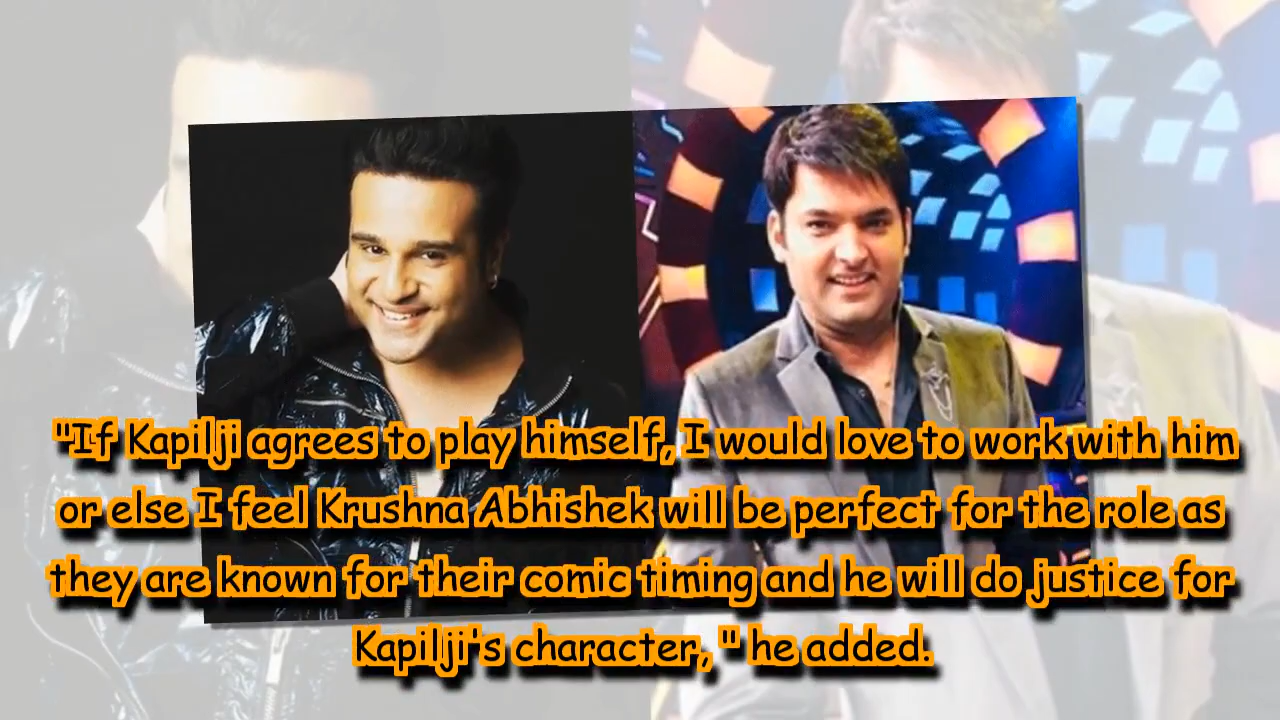 "If Kapilji agrees to play himself, I would love to work with him
or else I feel Krushna Abhishek will be perfect for the role as
they are known for their comic timing and he will do justice for
Kapilji's character, " he added.